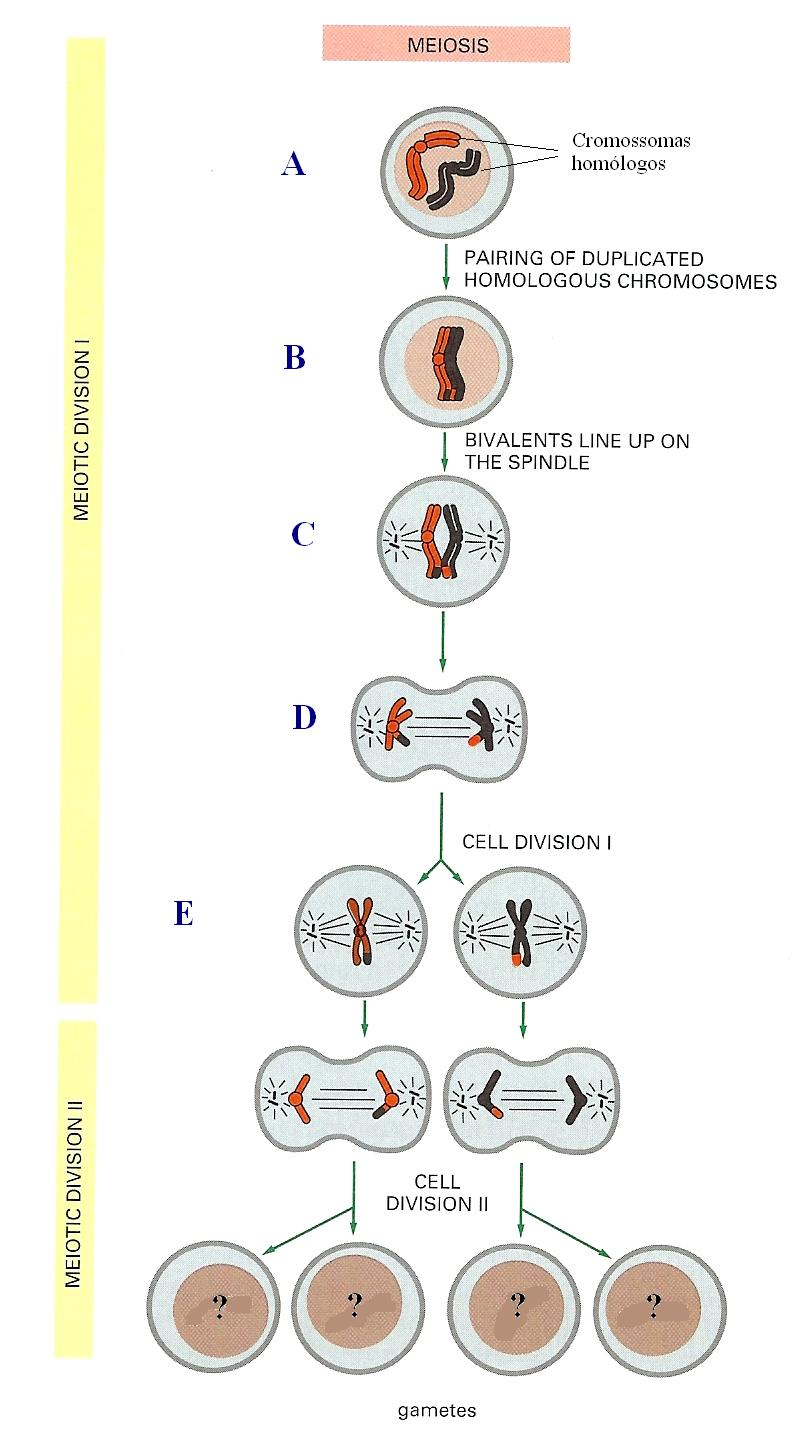 MEIOSIS
A
Cromossomas
homólogos
PAIRING OF DUPLICATED
HOMOLOGOUS CHROMOSOMES
MEIOTIC DIVISION I
B
BIVALENTS LINE UP ON
THE SPINDLE
C
D
CELL DIVISION I
E
MEIOTIC DIVISION II
CELL
DIVISION II
? ? ? ?
gametes